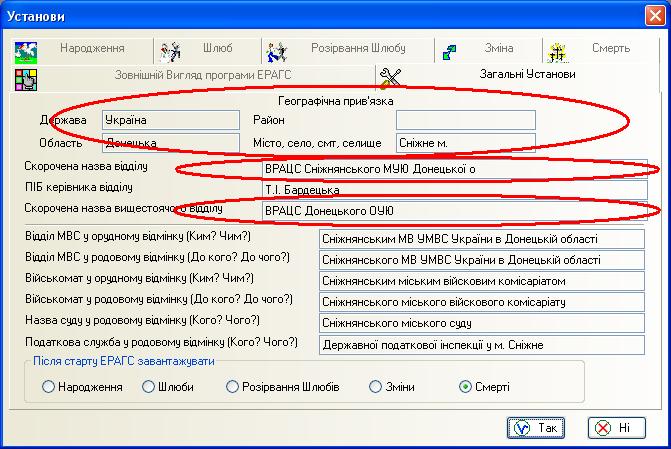 Установи
Народження Шлюб Розірвання Шлюбу Зміна Смерть
Зовнішній Вигляд програми ЕРАГС Загальні Установи
Географічна прив'язка
Держава Україна Район
Область Донецька Місто, село, смт, селище Сніжне м.
Скорочена назва відділу ВРАЦС Сніжнянського МУЮ Донецької о
ПІБ керівника відділу Т.І. Бардецька
Скорочена назва вищестоячого відділу ВРАЦС Донецького ОУЮ
Відділ МВС у орудному відмінку (Ким? Чим?) Сніжнянським МВ УМВС України в Донецькій області
Відділ МВС у родовому відмінку (До кого? До чого?) Сніжнянського МВ УМВС України в Донецькій області
Військомат у орудному відмінку (Ким? Чим?) Сніжнянським міським війсковим комісаріатом
Військомат у родовому відмінку (До кого? До чого?) Сніжнянського міського війскового комісаріату
Назва суду у родовому відмінку (Кого? Чого?) Сніжнянського міського суду
Податкова служба у родовому відмінку (Кого? Чого?) Державної податкової інспекції у м. Сніжне
Після старту ЕРАГС завантажувати
Народження Шлюби Розірвання Шлюбів Зміни Смерті
Так Ні